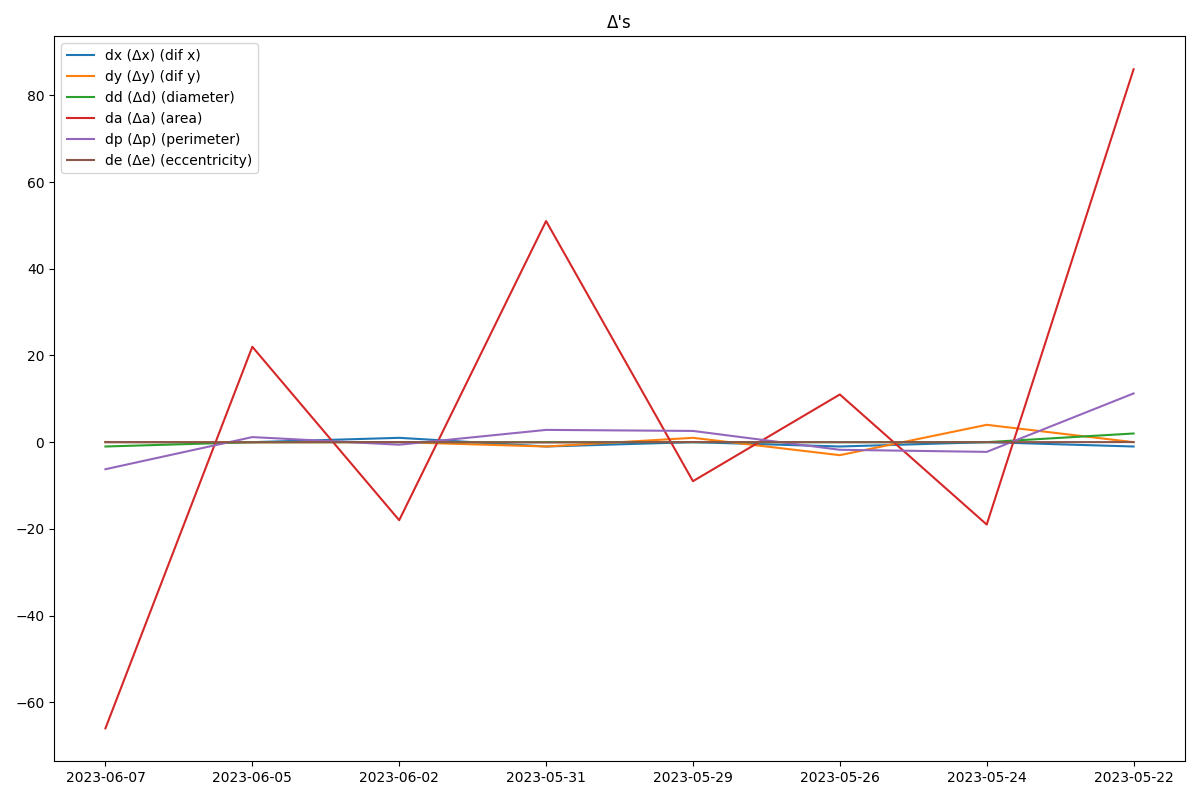 Δ's
dx (Δx) (dif x)
dy (Δy) (dif y)
dd (Δd) (diameter)
da (Δa) (area)
dp (Δp) (perimeter)
de (Δe) (eccentricity)
80
60
40
20
0
−20
−40
−60
2023-06-07 2023-06-05 2023-06-02 2023-05-31 2023-05-29 2023-05-26 2023-05-24 2023-05-22